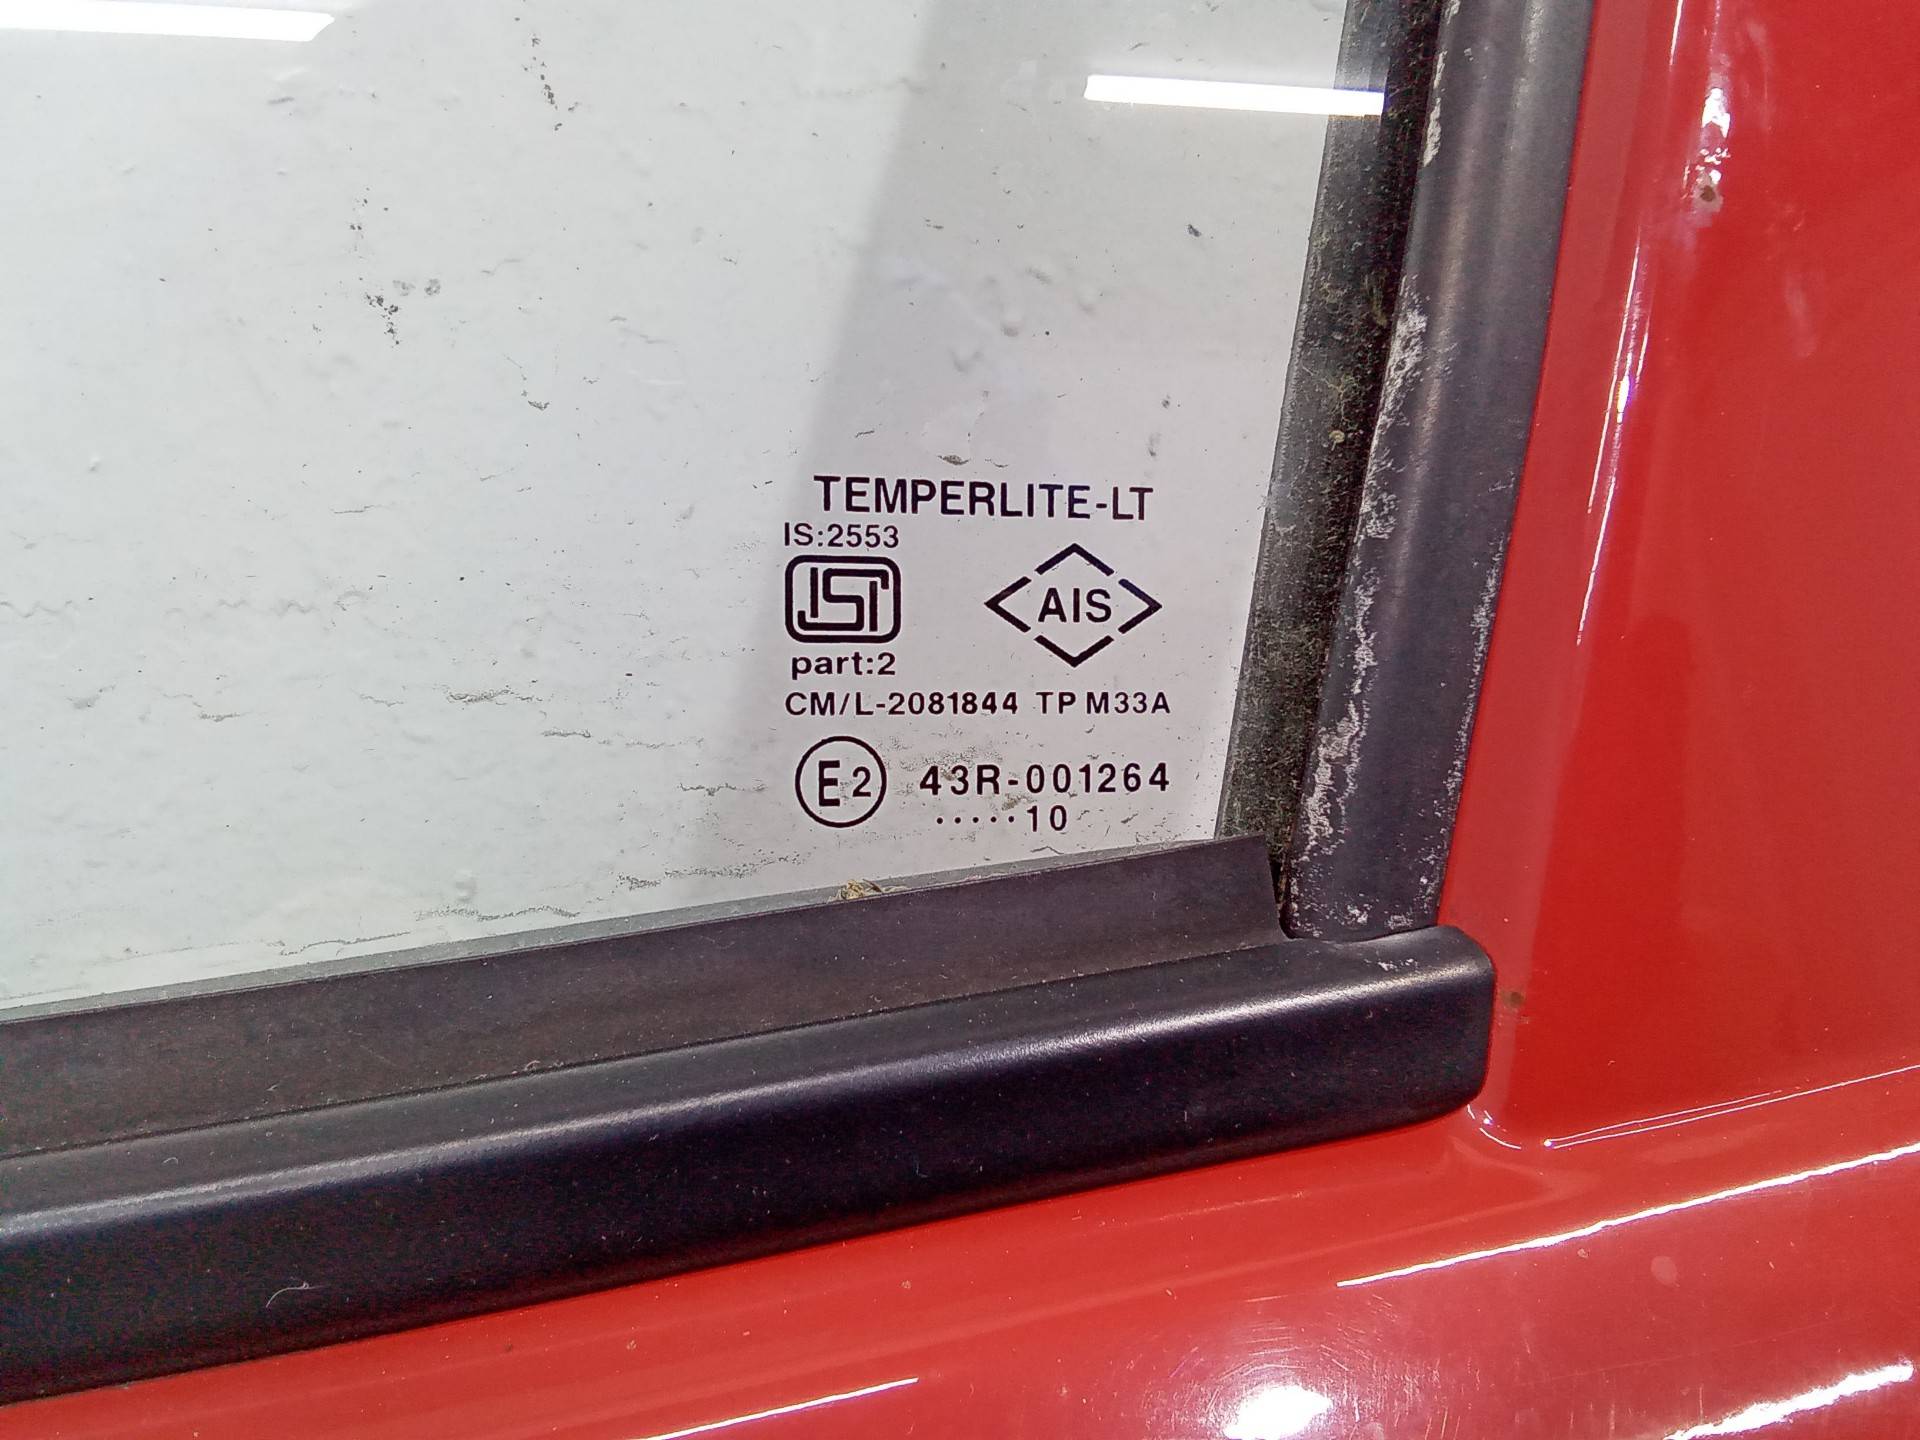 TEMPERLITE-LT
IS:2553
ISI
AIS
part:2
CM/L-2081844 TP M33A
E2 43R-001264
.....10